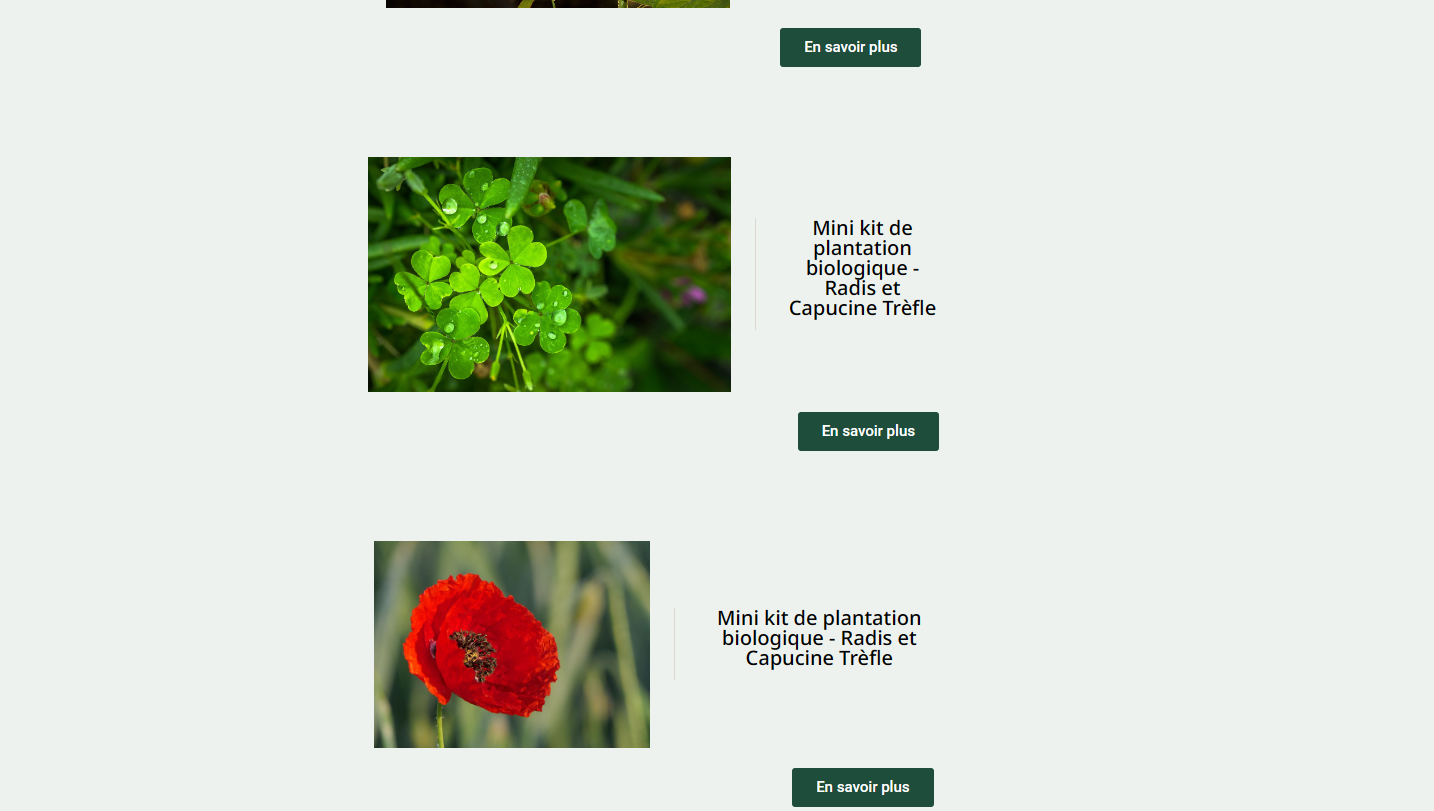 En savoir plus
Mini kit de
plantation
biologique -
Radis et
Capucine Trèfle
En savoir plus
Mini kit de plantation
biologique - Radis et
Capucine Trèfle
En savoir plus